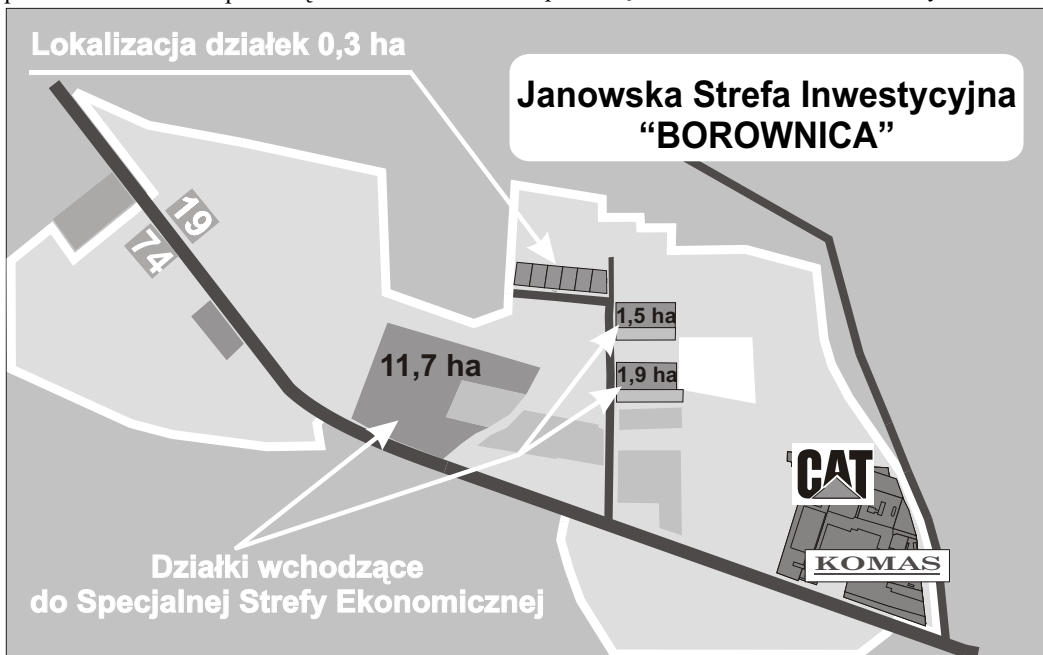 Lokalizacja działek 0,3 ha
Janowska Strefa Inwestycyjna
“BOROWNICA”
19
74
1,5 ha
11,7 ha
1,9 ha
CAT
KOMAS
Działki wchodzące
do Specjalnej Strefy Ekonomicznej